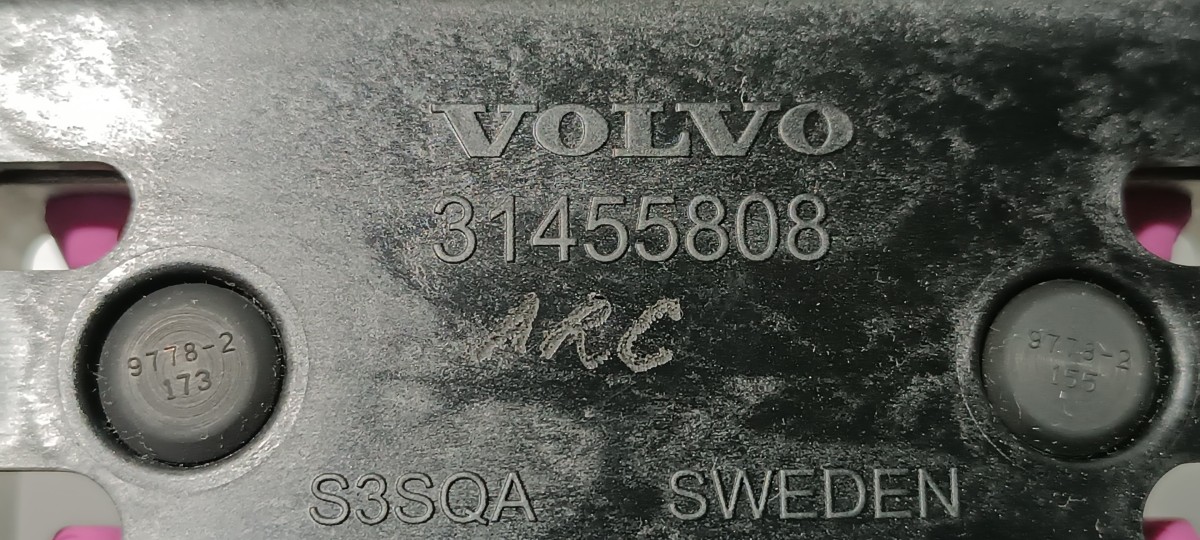 VOLVO
31455808
ARC
9778-2
173
9778-2
155
S3SQA SWEDEN